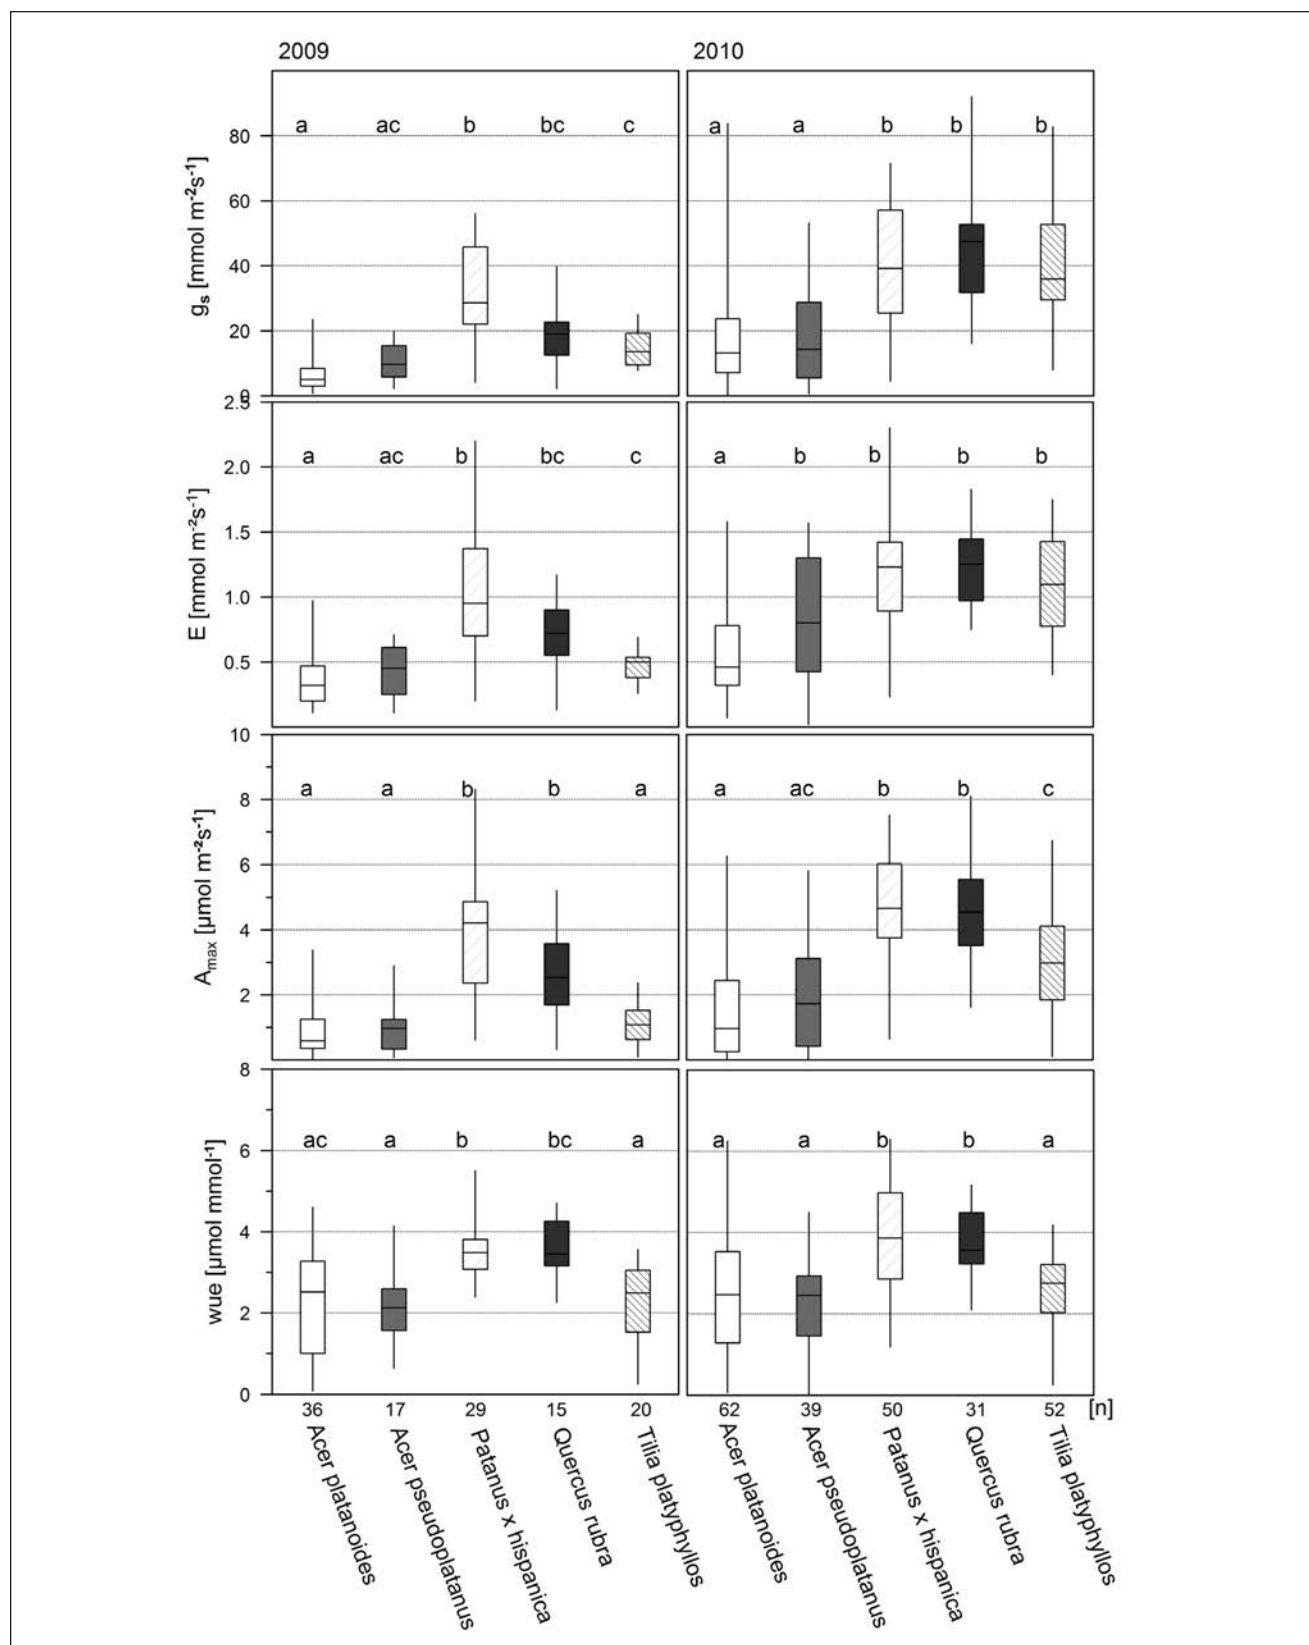 2009 2010
a ac b bc c a a b b b
80
60
40
20
0
gs [mmol m-2s-1]
2.5
a ac b bc c a b b b b
2.0
1.5
1.0
0.5
E [mmol m-2s-1]
10
a a b b a a ac b b c
8
6
4
2
Amax [µmol m-2s-1]
8
ac a b bc a a a b b a
6
4
2
0
wue [µmol mmol-1]
36 17 29 15 20 62 39 50 31 52 [n]
Acer platanoides
Acer pseudoplatanus
Patanus x hispanica
Quercus rubra
Tilia platyphyllos
Acer platanoides
Acer pseudoplatanus
Patanus x hispanica
Quercus rubra
Tilia platyphyllos